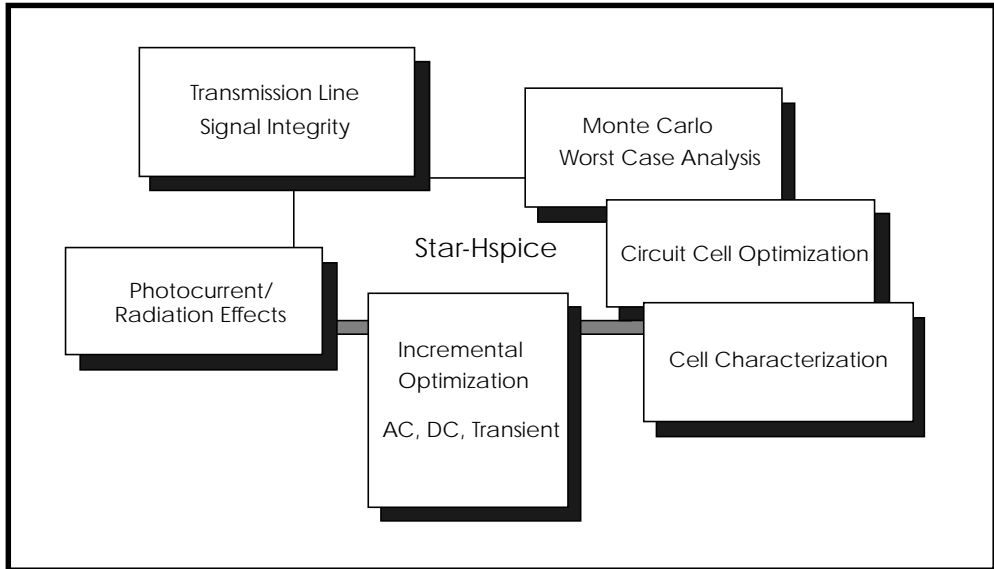 Transmission Line
Signal Integrity
Monte Carlo
Worst Case Analysis
Star-Hspice
Circuit Cell Optimization
Photocurrent/
Radiation Effects
Incremental
Optimization
AC, DC, Transient
Cell Characterization